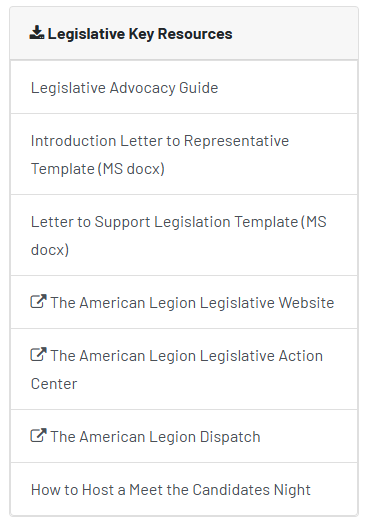 Legislative Key Resources
Legislative Advocacy Guide
Introduction Letter to Representative
Template (MS docx)
Letter to Support Legislation Template (MS
docx)
The American Legion Legislative Website
The American Legion Legislative Action
Center
The American Legion Dispatch
How to Host a Meet the Candidates Night